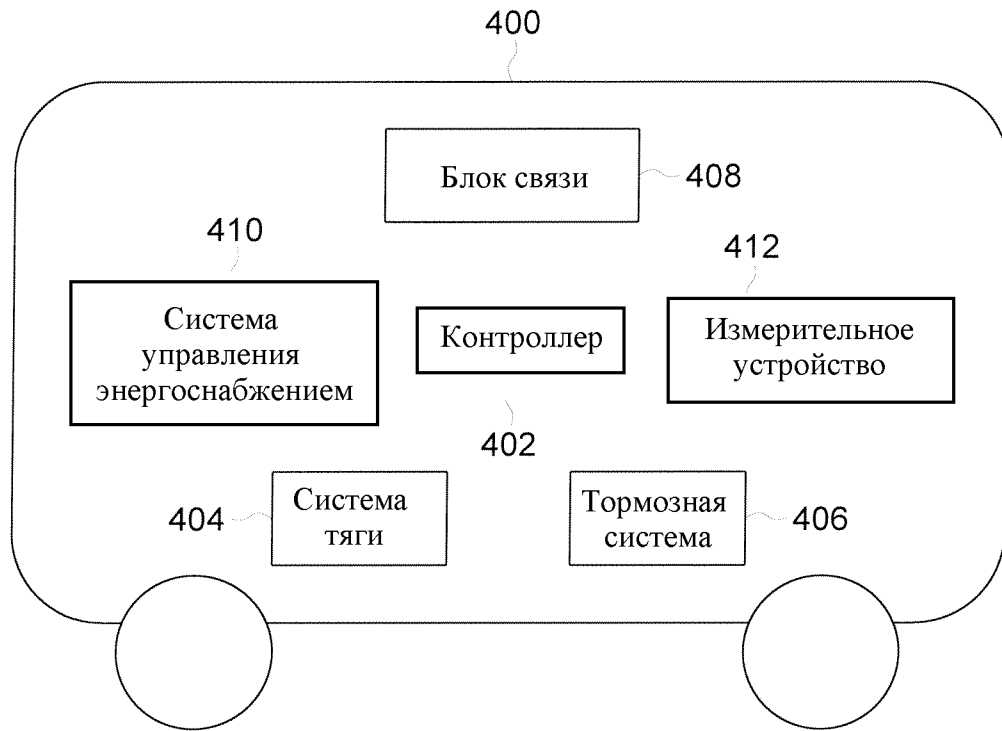 400
Блок связи
408
410
Система
управления
энергоснабжением
Контроллер
402
412
Измерительное
устройство
404
Система
тяги
Тормозная
система
406